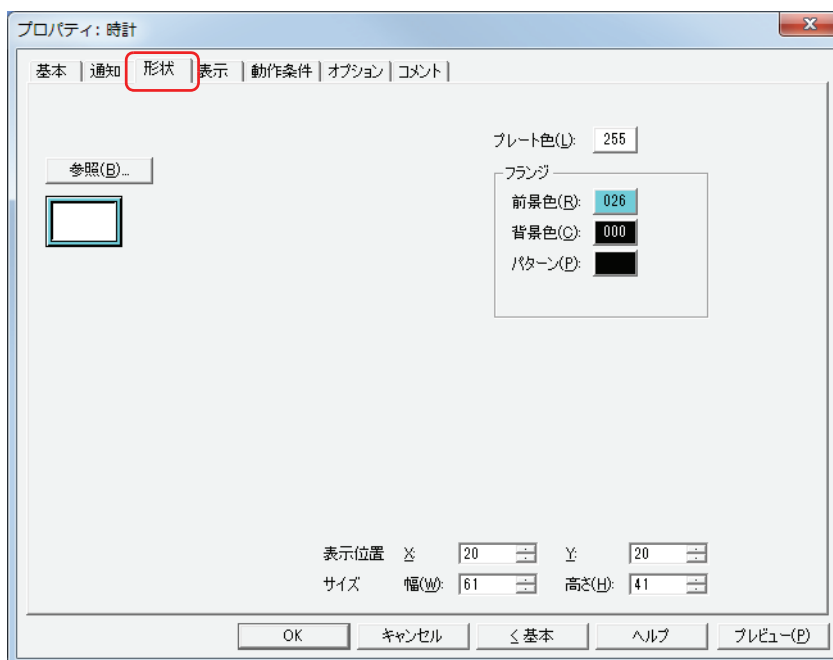 プロパティ: 時計
x
基本 通知 形状 表示 動作条件 オプション コメント
プレート色(L): 255
参照(B)...
フランジ
前景色(R): 026
背景色(C): 000
パターン(P):
表示位置 X: 20 Y: 20
サイズ 幅(W): 61 高さ(H): 41
OK キャンセル < 基本 ヘルプ プレビュー(P)